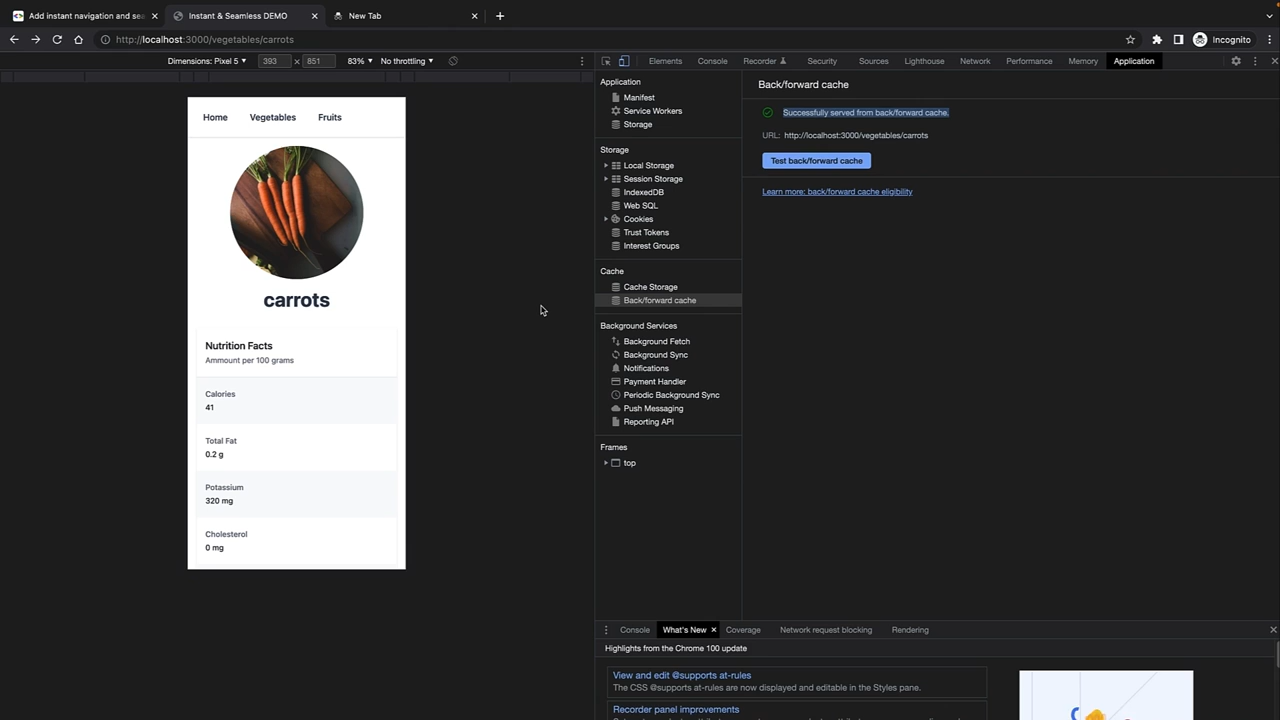 Add instant navigation and sea
Instant & Seamless DEMO
New Tab
http://localhost:3000/vegetables/carrots
Incognito
Dimensions: Pixel 5
393
×
851
83%
No throttling
Elements
Console
Recorder
Security
Sources
Lighthouse
Network
Performance
Memory
Application
Home
Vegetables
Fruits
carrots
Nutrition Facts
Ammount per 100 grams
Calories
41
Total Fat
0.2 g
Potassium
320 mg
Cholesterol
0 mg
Application
Manifest
Service Workers
Storage
Storage
Local Storage
Session Storage
IndexedDB
Web SQL
Cookies
Trust Tokens
Interest Groups
Cache
Cache Storage
Back/forward cache
Background Services
Background Fetch
Background Sync
Notifications
Payment Handler
Periodic Background Sync
Push Messaging
Reporting API
Frames
top
Back/forward cache
Successfully served from back/forward cache.
URL: http://localhost:3000/vegetables/carrots
Test back/forward cache
Learn more: back/forward cache eligibility
Console
What's New
Coverage
Network request blocking
Rendering
Highlights from the Chrome 100 update
View and edit @supports at-rules
The CSS @supports at-rules are now displayed and editable in the Styles pane.
Recorder panel improvements